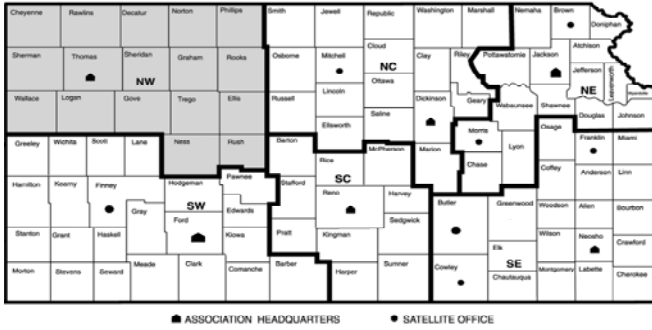 Cheyenne Rawlins Decatur Norton Phillips Smith Jewell Republic Washington Marshall Nemaha Brown Doniphan
Sherman Thomas Sheridan Graham Rooks Osborne Mitchell Cloud Clay Riley Pottawatomie Jackson Atchison
NW NC NE
Jefferson Leavenworth
Wallace Logan Gove Trego Ellis Russell Lincoln Ottawa Dickinson Geary Wabaunsee Shawnee
Ellsworth Saline Douglas Johnson
Ness Rush Morris Osage Franklin Miami
Greeley Wichita Scott Lane Barton Rice McPherson Marion Chase Lyon
Hamilton Kearny Finney Hodgeman Pawnee Stafford SC Reno Harvey Coffey Anderson Linn
SW
Gray Ford Edwards Sedgwick Butler Greenwood Woodson Allen Bourbon
Stanton Grant Haskell Kiowa Pratt Kingman Elk Wilson Neosho Crawford
SE
Morton Stevens Seward Meade Clark Comanche Barber Harper Sumner Cowley Chautauqua Montgomery Labette Cherokee
ASSOCIATION HEADQUARTERS SATELLITE OFFICE